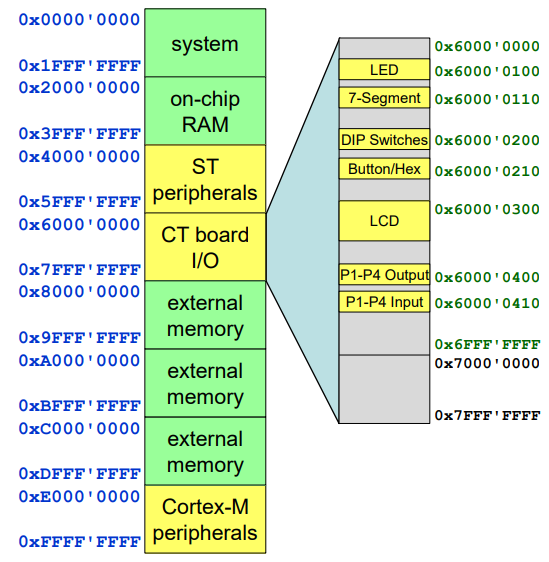 0x0000'0000
system
0x1FFF'FFFF
0x2000'0000
on-chip
RAM
0x3FFF'FFFF
0x4000'0000
ST
peripherals
0x5FFF'FFFF
0x6000'0000
CT board
I/O
0x7FFF'FFFF
0x8000'0000
external
memory
0x9FFF'FFFF
0xA000'0000
external
memory
0xBFFF'FFFF
0xC000'0000
external
memory
0xDFFF'FFFF
0xE000'0000
Cortex-M
peripherals
0xFFFF'FFFF
0x6000'0000
LED 0x6000'0100
7-Segment 0x6000'0110
DIP Switches 0x6000'0200
Button/Hex 0x6000'0210
0x6000'0300
LCD
P1-P4 Output 0x6000'0400
P1-P4 Input 0x6000'0410
0x6FFF'FFFF
0x7000'0000
0x7FFF'FFFF